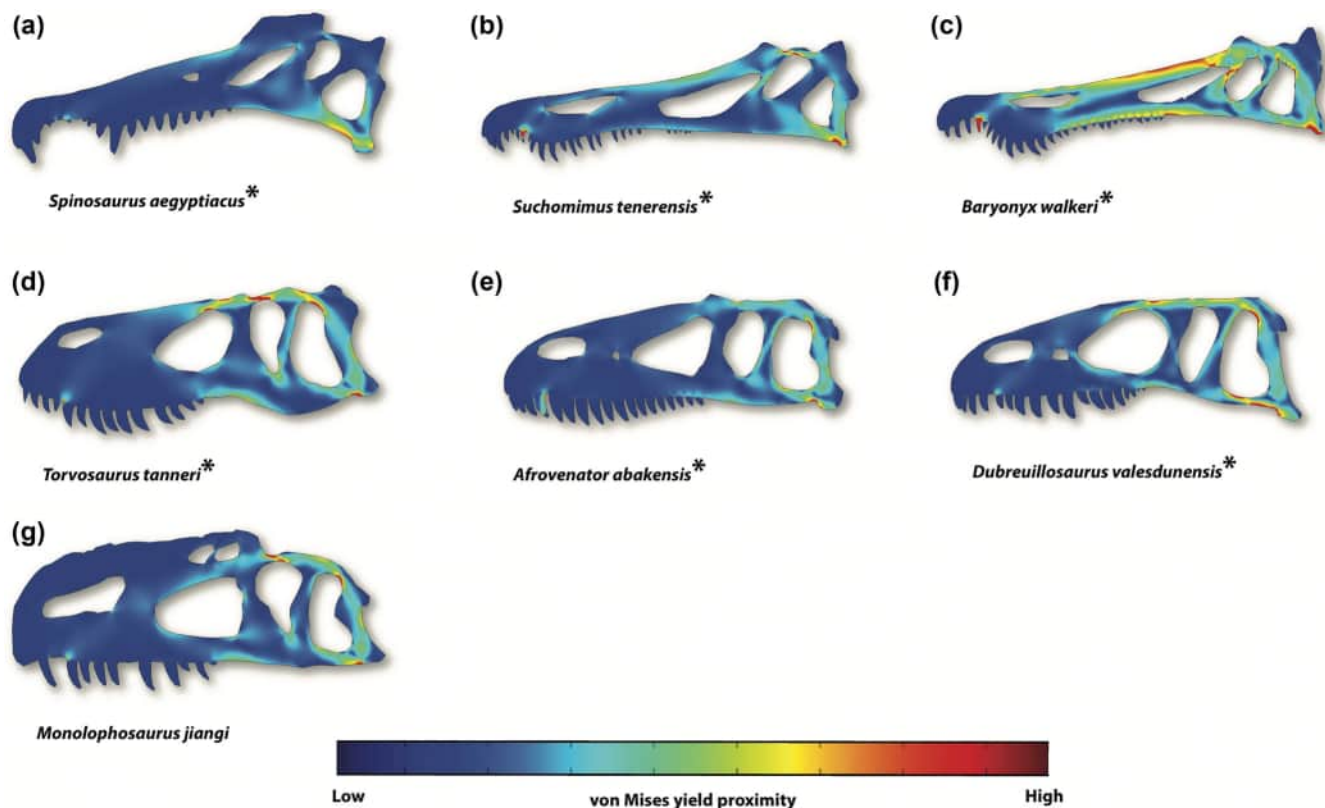 (a)
(b)
(c)
Spinosaurus aegyptiacus*
Suchomimus tenerensis*
Baryonyx walkeri*
(d)
(e)
(f)
Torvosaurus tanneri*
Afrovenator abakensis*
Dubreuillosaurus valesdunensis*
(g)
Monolophosaurus jiangi
Low von Mises yield proximity High